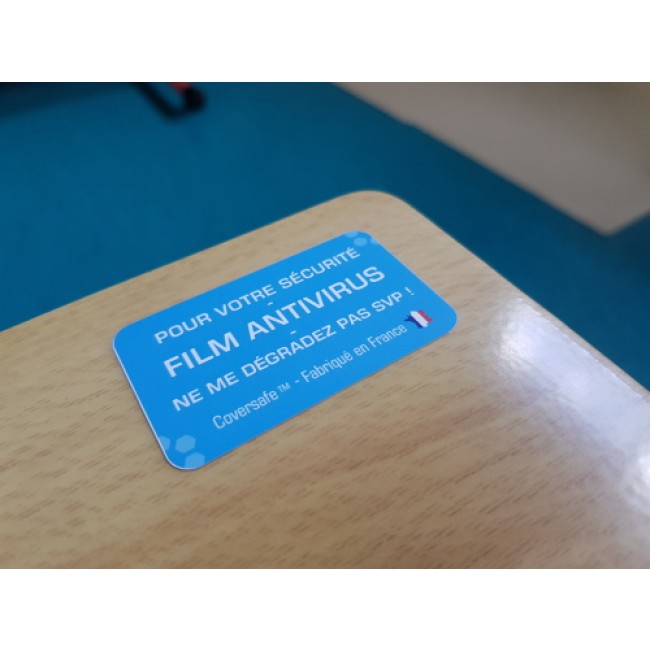 POUR VOTRE SÉCURITÉ
-
FILM ANTIVIRUS
-
NE ME DÉGRADEZ PAS SVP !
Coversafe™ - Fabriqué en France